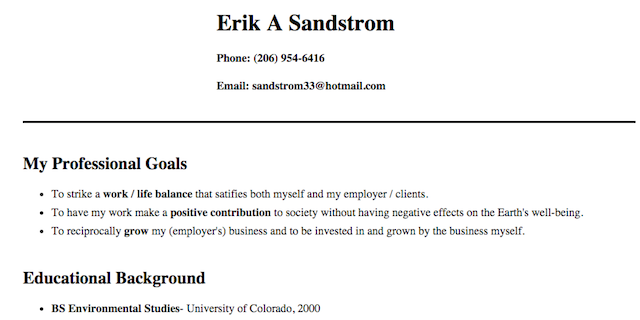 Erik A Sandstrom
Phone: (206) 954-6416
Email: sandstrom33@hotmail.com
My Professional Goals
• To strike a work / life balance that satifies both myself and my employer / clients.
• To have my work make a positive contribution to society without having negative effects on the Earth's well-being.
• To reciprocally grow my (employer's) business and to be invested in and grown by the business myself.
Educational Background
• BS Environmental Studies- University of Colorado, 2000